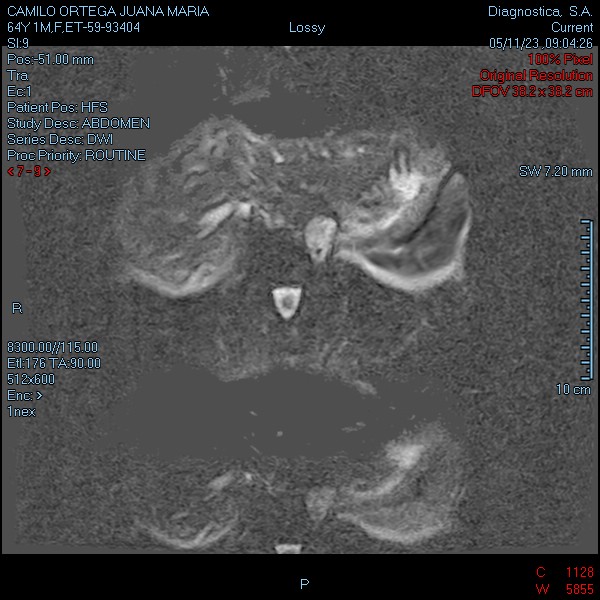 CAMILO ORTEGA JUANA MARIA
64Y 1M,F,ET-59-93404
Sl:9
Pos:-51.00 mm
Tra
Ec:1
Patient Pos: HFS
Study Desc: ABDOMEN
Series Desc: DWI
Proc Priority: ROUTINE
< 7 - 9 >
Lossy
Diagnostica, S.A.
Current
05/11/23 ,09:04:26
100% Pixel
Original Resolution
DFOV 38.2 x 38.2 cm
SW 7.20 mm
R
8300.00//115.00
Etl:176 TA:90.00
512x600
Enc: >
1nex
10 cm
P
C 1128
W 5855